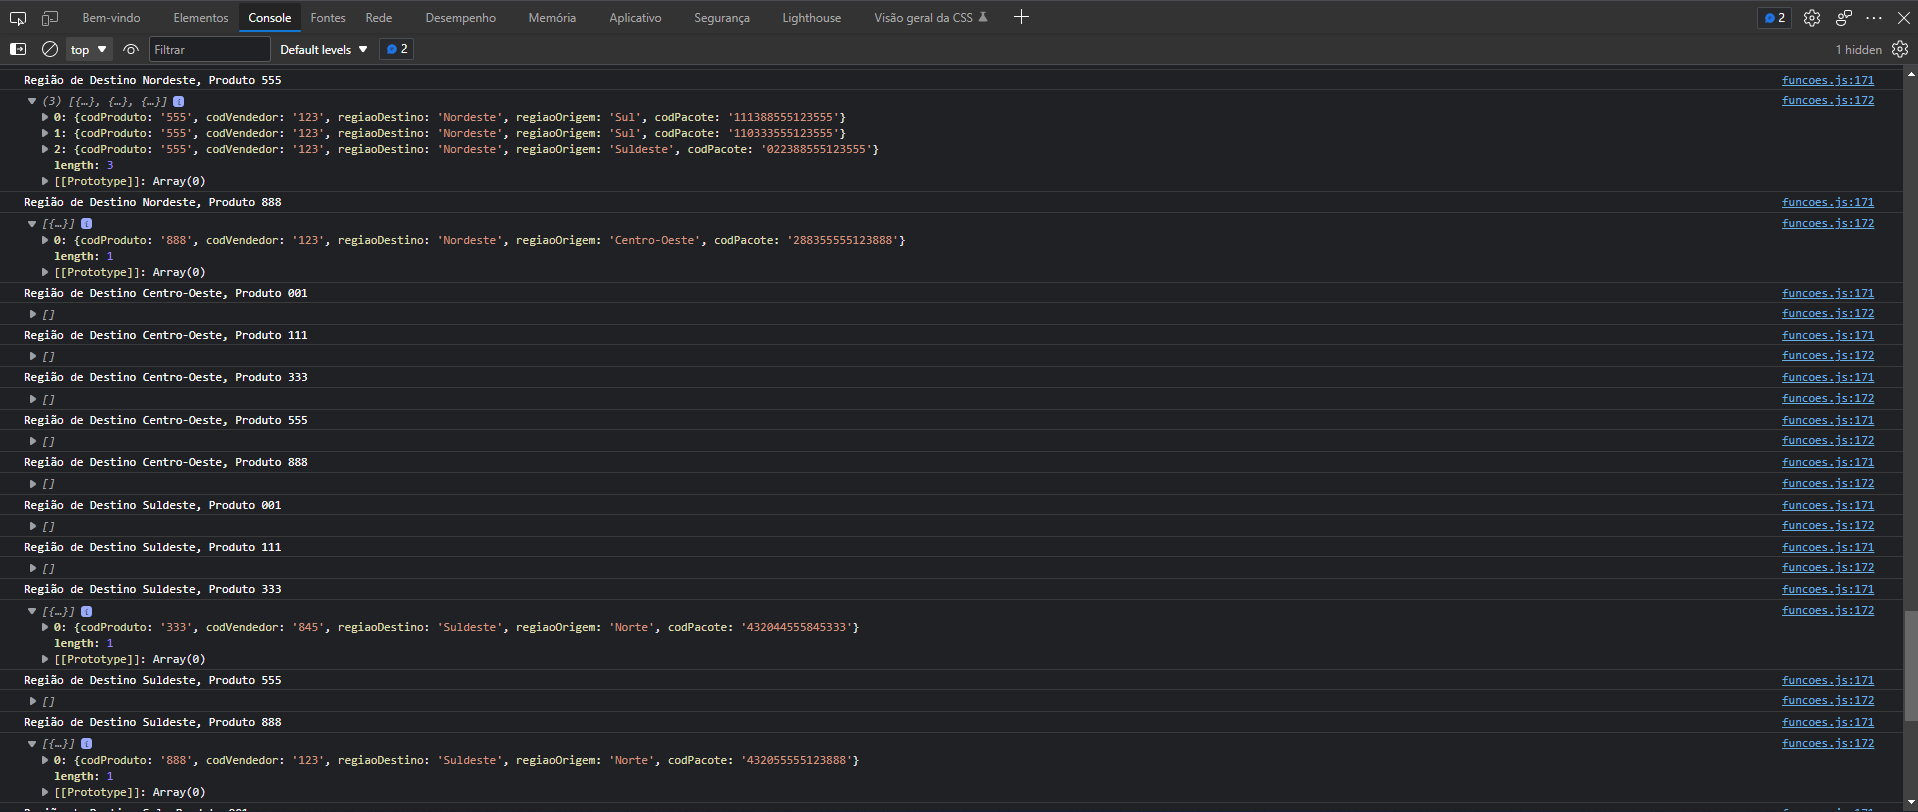 Bem-vindo Elementos Console Fontes Rede Desempenho Memória Aplicativo Segurança Lighthouse Visão geral da CSS 2
top Filtrar Default levels 2 1 hidden
Região de Destino Nordeste, Produto 555 funcoes.js:171
(3) [{…}, {…}, {…}] i funcoes.js:172
0: {codProduto: '555', codVendedor: '123', regiaoDestino: 'Nordeste', regiaoOrigem: 'Sul', codPacote: '111388555123555'}
1: {codProduto: '555', codVendedor: '123', regiaoDestino: 'Nordeste', regiaoOrigem: 'Sul', codPacote: '110333555123555'}
2: {codProduto: '555', codVendedor: '123', regiaoDestino: 'Nordeste', regiaoOrigem: 'Suldeste', codPacote: '022388555123555'}
length: 3
[[Prototype]]: Array(0)
Região de Destino Nordeste, Produto 888 funcoes.js:171
[{…}] i funcoes.js:172
0: {codProduto: '888', codVendedor: '123', regiaoDestino: 'Nordeste', regiaoOrigem: 'Centro-Oeste', codPacote: '288355555123888'}
length: 1
[[Prototype]]: Array(0)
Região de Destino Centro-Oeste, Produto 001 funcoes.js:171
[] funcoes.js:172
Região de Destino Centro-Oeste, Produto 111 funcoes.js:171
[] funcoes.js:172
Região de Destino Centro-Oeste, Produto 333 funcoes.js:171
[] funcoes.js:172
Região de Destino Centro-Oeste, Produto 555 funcoes.js:171
[] funcoes.js:172
Região de Destino Centro-Oeste, Produto 888 funcoes.js:171
[] funcoes.js:172
Região de Destino Suldeste, Produto 001 funcoes.js:171
[] funcoes.js:172
Região de Destino Suldeste, Produto 111 funcoes.js:171
[] funcoes.js:172
Região de Destino Suldeste, Produto 333 funcoes.js:171
[{…}] i funcoes.js:172
0: {codProduto: '333', codVendedor: '845', regiaoDestino: 'Suldeste', regiaoOrigem: 'Norte', codPacote: '432044555845333'}
length: 1
[[Prototype]]: Array(0)
Região de Destino Suldeste, Produto 555 funcoes.js:171
[] funcoes.js:172
Região de Destino Suldeste, Produto 888 funcoes.js:171
[{…}] i funcoes.js:172
0: {codProduto: '888', codVendedor: '123', regiaoDestino: 'Suldeste', regiaoOrigem: 'Norte', codPacote: '432055555123888'}
length: 1
[[Prototype]]: Array(0)